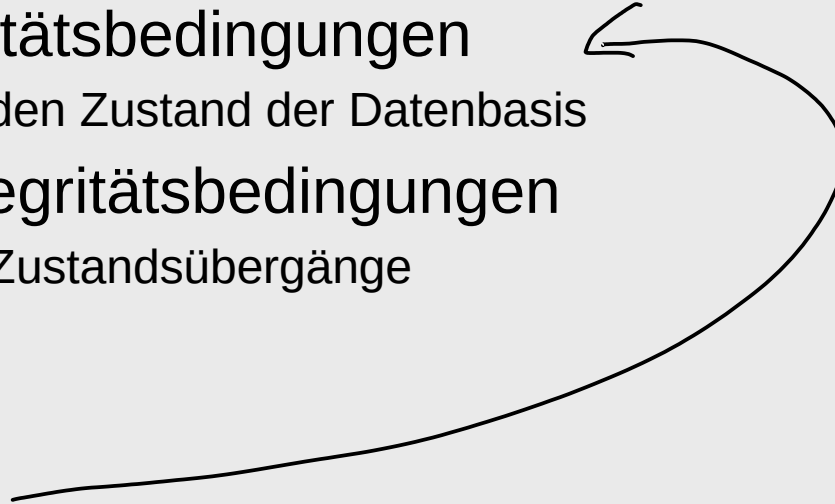 tätsbedingungen
den Zustand der Datenbasis
egritätsbedingungen
Zustandsübergänge